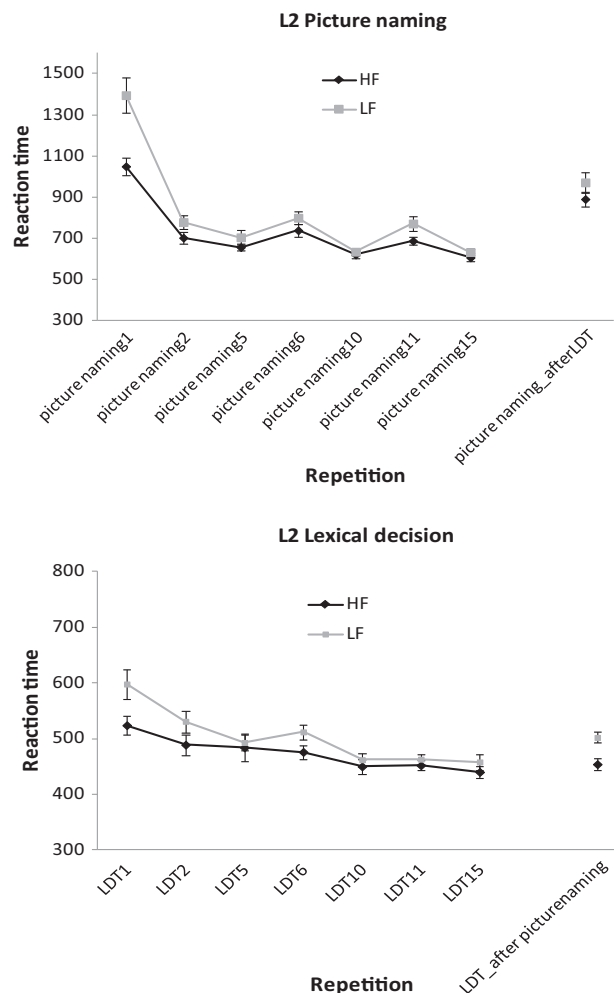 L2 Picture naming
1500
1300
1100
900
700
500
300
Reaction time
HF
LF
picture naming1
picture naming2
picture naming5
picture naming6
picture naming10
picture naming11
picture naming15
picture naming_afterLDT
Repetition
L2 Lexical decision
800
700
600
500
400
300
Reaction time
HF
LF
LDT1
LDT2
LDT5
LDT6
LDT10
LDT11
LDT15
LDT_after picturenaming
Repetition